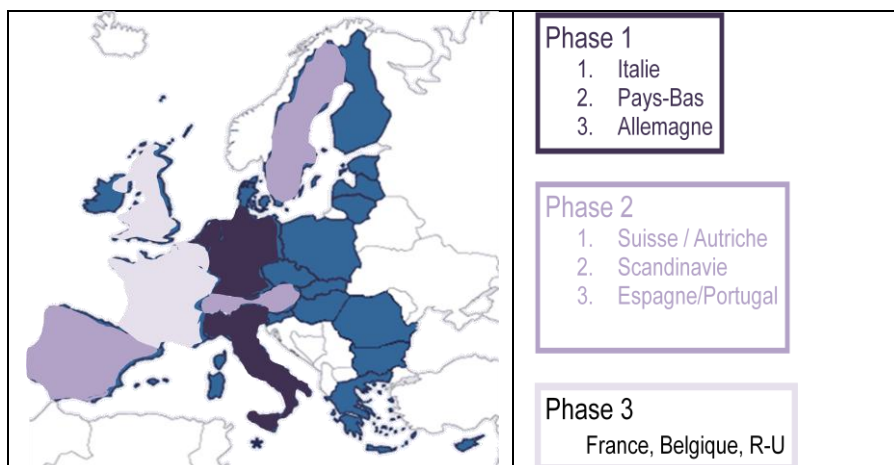 Phase 1
1. Italie
2. Pays-Bas
3. Allemagne
Phase 2
1. Suisse / Autriche
2. Scandinavie
3. Espagne/Portugal
Phase 3
France, Belgique, R-U